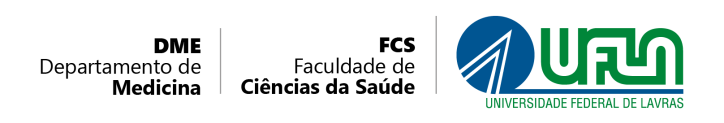 DME
Departamento de
Medicina
FCS
Faculdade de
Ciências da Saúde
UFLA
UNIVERSIDADE FEDERAL DE LAVRAS